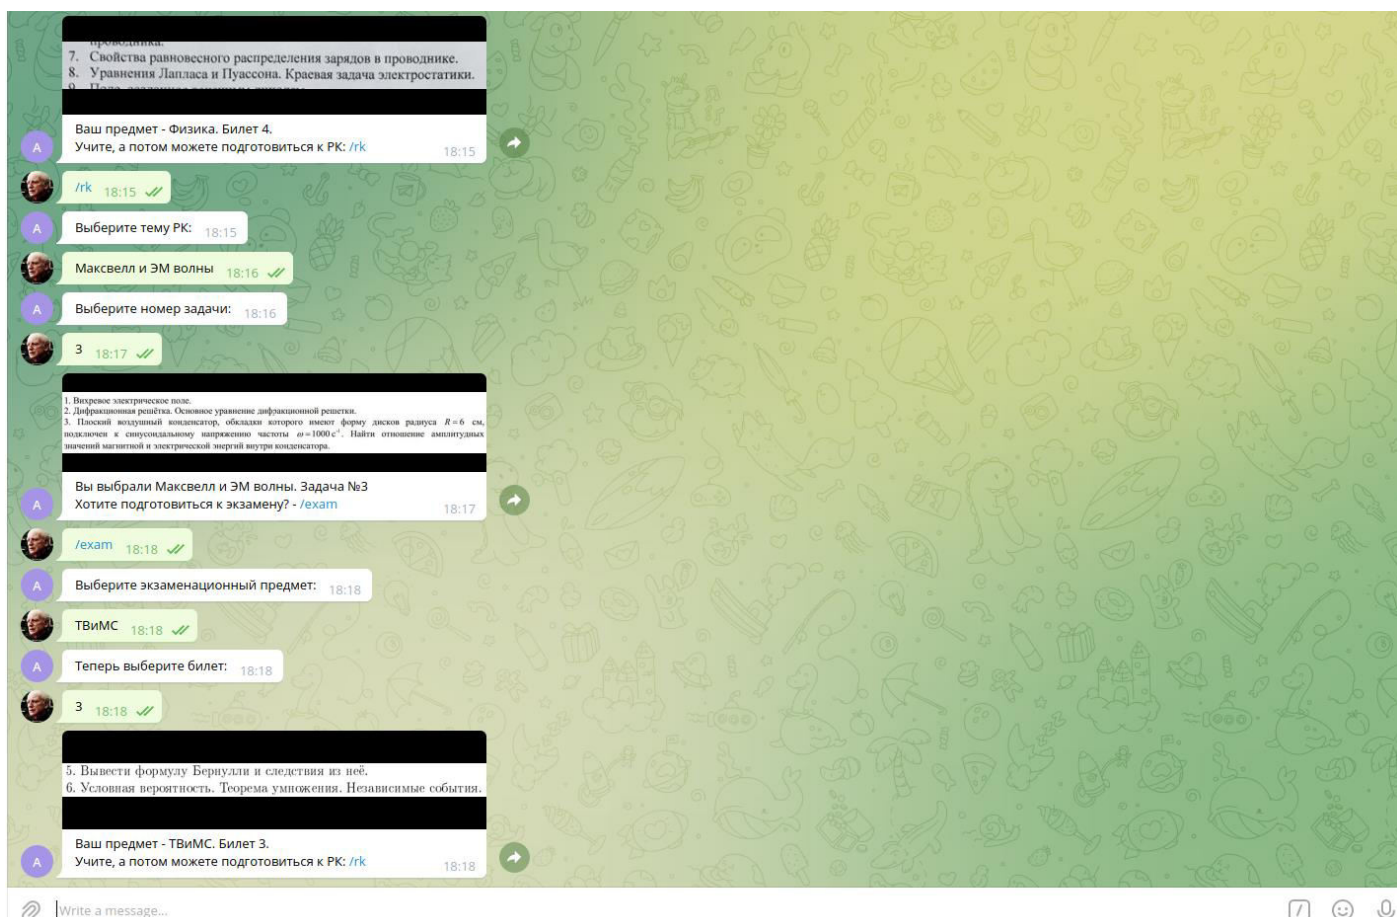 проводника.
7. Свойства равновесного распределения зарядов в проводнике.
8. Уравнения Лапласа и Пуассона. Краевая задача электростатики.
9
Ваш предмет - Физика. Билет 4.
Учите, а потом можете подготовиться к РК: /rk
18:15
A
/rk 18:15
A
Выберите тему РК: 18:15
Максвелл и ЭМ волны 18:16
A
Выберите номер задачи: 18:16
3 18:17
1. Вихревое электрическое поле.
2. Дифракционная решётка. Основное уравнение дифракционной решетки.
3. Плоский воздушный конденсатор, обкладки которого имеют форму дисков радиуса R = 6 см,
подключен к синусоидальному напряжению частоты ω = 1000 с⁻¹. Найти отношение амплитудных
значений магнитной и электрической энергий внутри конденсатора.
Вы выбрали Максвелл и ЭМ волны. Задача №3
Хотите подготовиться к экзамену? - /exam
18:17
A
/exam 18:18
A
Выберите экзаменационный предмет: 18:18
ТВиМС 18:18
A
Теперь выберите билет: 18:18
3 18:18
5. Вывести формулу Бернулли и следствия из неё.
6. Условная вероятность. Теорема умножения. Независимые события.
Ваш предмет - ТВиМС. Билет 3.
Учите, а потом можете подготовиться к РК: /rk
18:18
A
Write a message...